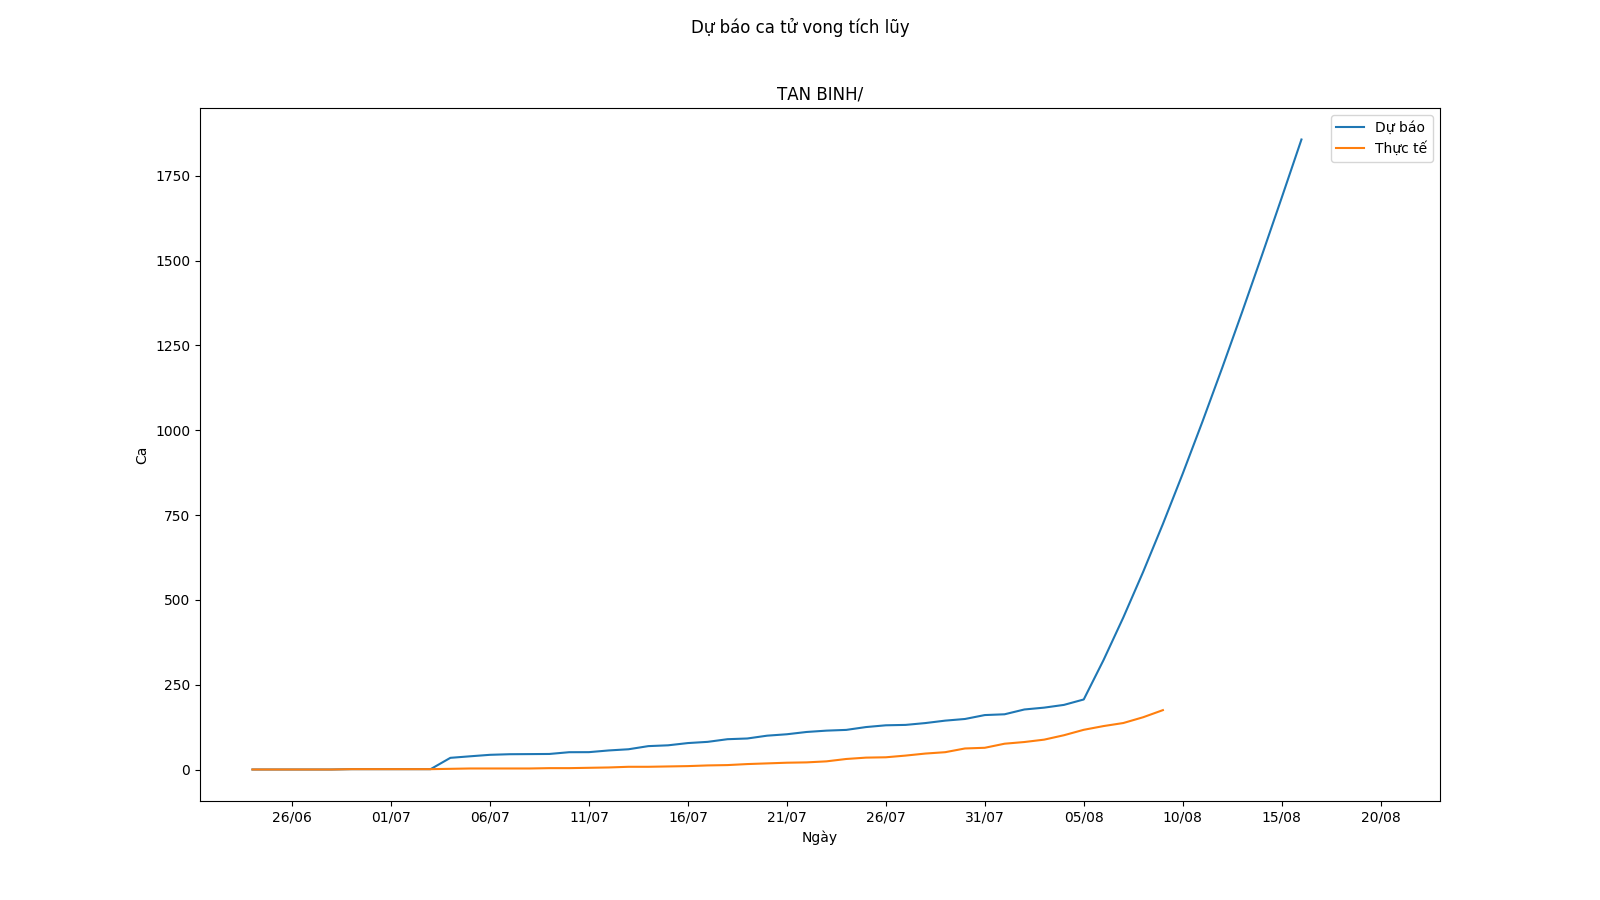 Dự báo ca tử vong tích lũy
TAN BINH/
Dự báo
Thực tế
1750
1500
1250
1000
750
500
250
0
Ca
26/06 01/07 06/07 11/07 16/07 21/07 26/07 31/07 05/08 10/08 15/08 20/08
Ngày